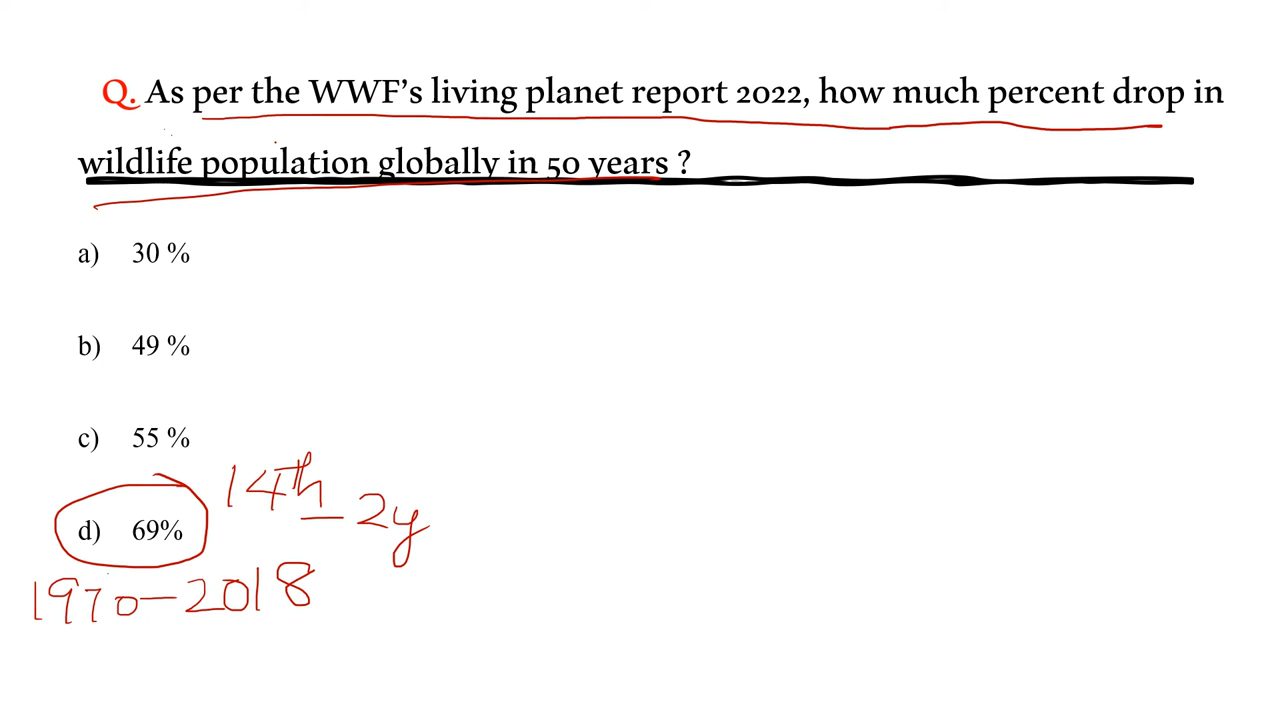 Q. As per the WWF's living planet report 2022, how much percent drop in
wildlife population globally in 50 years ?
a) 30 %
b) 49 %
c) 55 %
14th - 2y
d) 69%
1970-2018